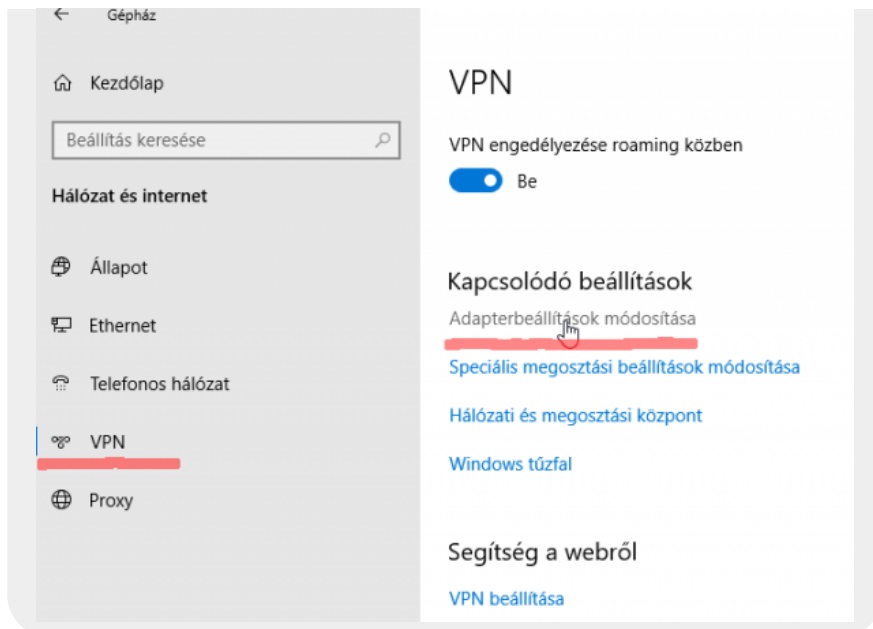 Gépház
Kezdőlap
Beállítás keresése
Hálózat és internet
Állapot
Ethernet
Telefonos hálózat
VPN
Proxy
VPN
VPN engedélyezése roaming közben
Be
Kapcsolódó beállítások
Adapterbeállítások módosítása
Speciális megosztási beállítások módosítása
Hálózati és megosztási központ
Windows tűzfal
Segítség a webről
VPN beállítása